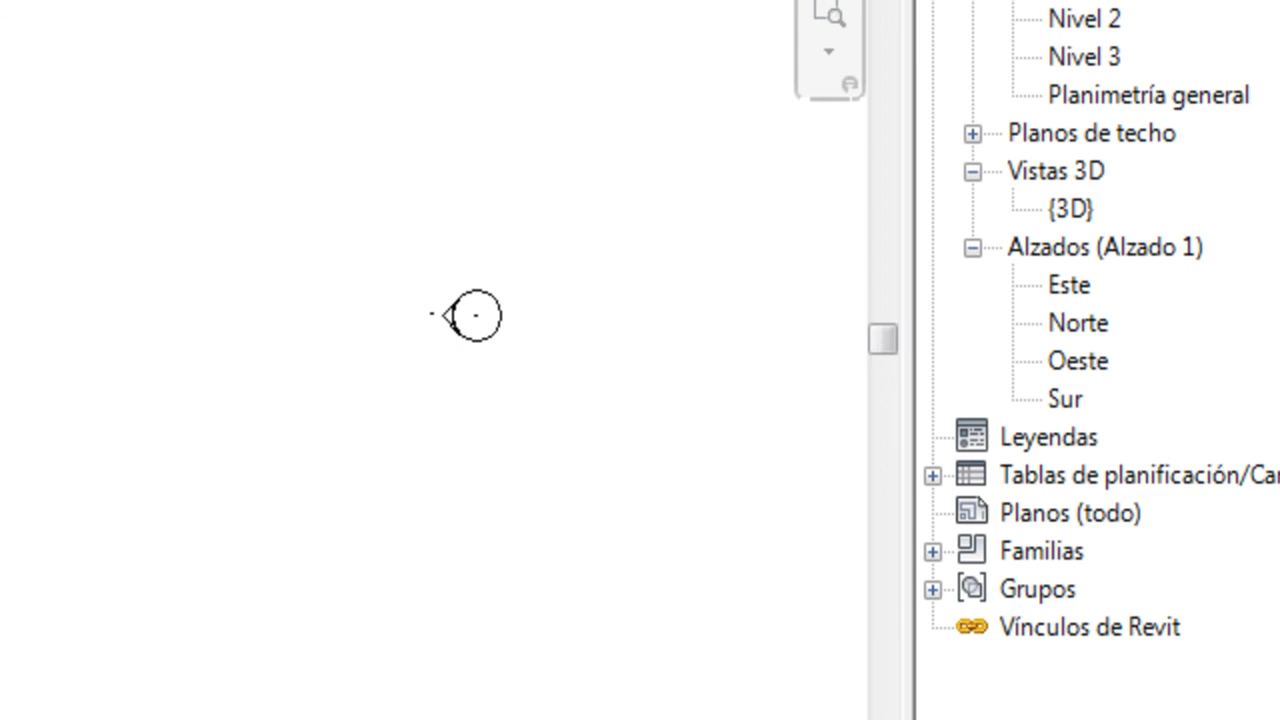 Nivel 2
Nivel 3
Planimetría general
Planos de techo
Vistas 3D
{3D}
Alzados (Alzado 1)
Este
Norte
Oeste
Sur
Leyendas
Tablas de planificación/Ca
Planos (todo)
Familias
Grupos
Vínculos de Revit